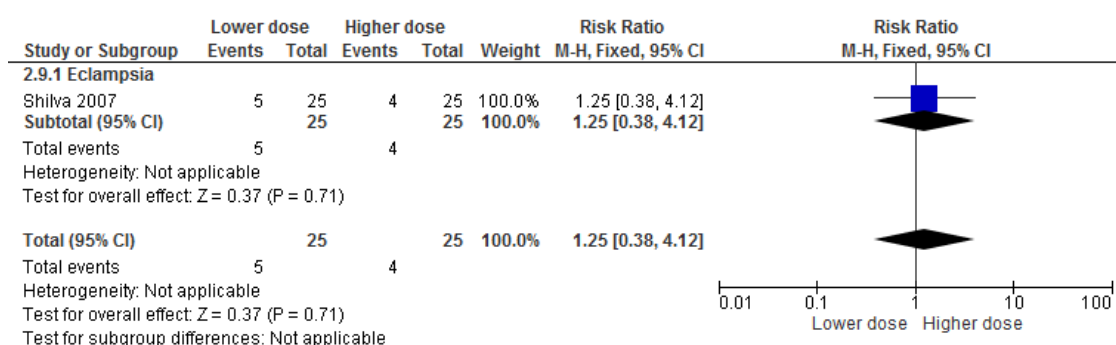 Lower dose Higher dose Risk Ratio Risk Ratio
Study or Subgroup Events Total Events Total Weight M-H, Fixed, 95% CI M-H, Fixed, 95% CI
2.9.1 Eclampsia
Shilva 2007 5 25 4 25 100.0% 1.25 [0.38, 4.12]
Subtotal (95% CI) 25 25 100.0% 1.25 [0.38, 4.12]
Total events 5 4
Heterogeneity: Not applicable
Test for overall effect: Z = 0.37 (P = 0.71)
Total (95% CI) 25 25 100.0% 1.25 [0.38, 4.12]
Total events 5 4
Heterogeneity: Not applicable
Test for overall effect: Z = 0.37 (P = 0.71)
Test for subgroup differences: Not applicable
0.01 0.1 1 10 100
Lower dose Higher dose